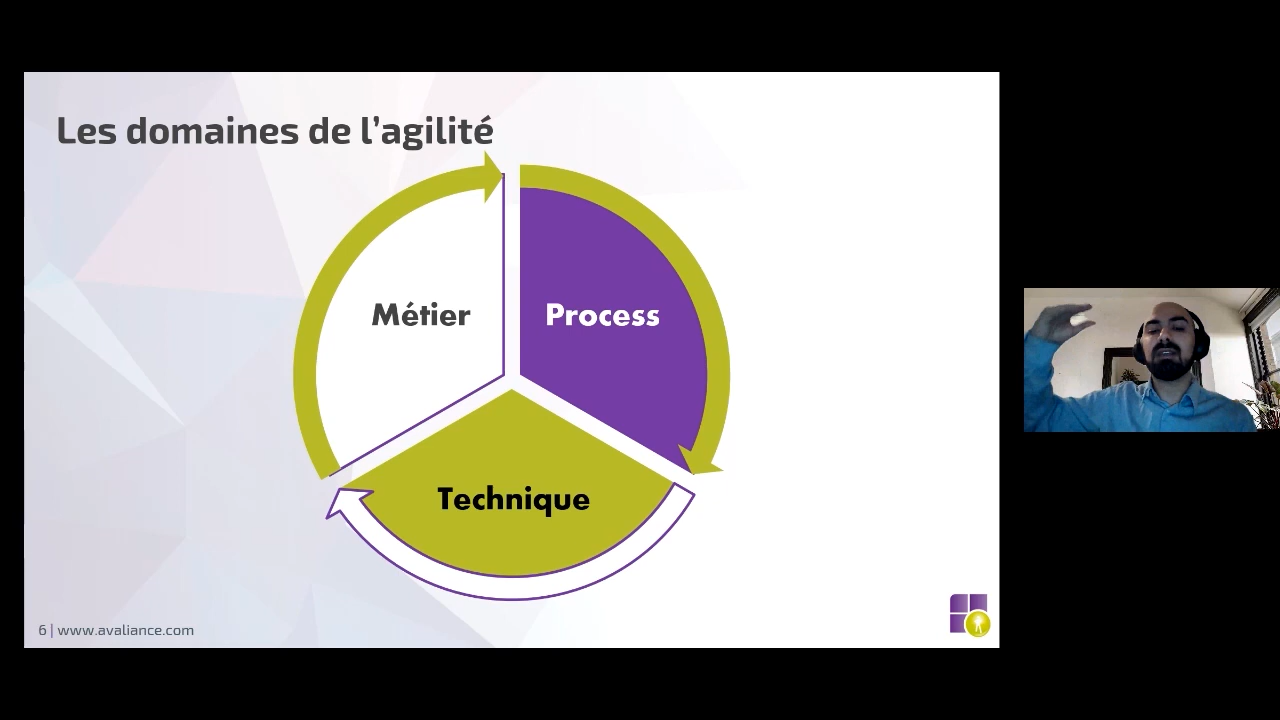 Les domaines de l’agilité
Métier
Process
Technique
6 | www.avaliance.com